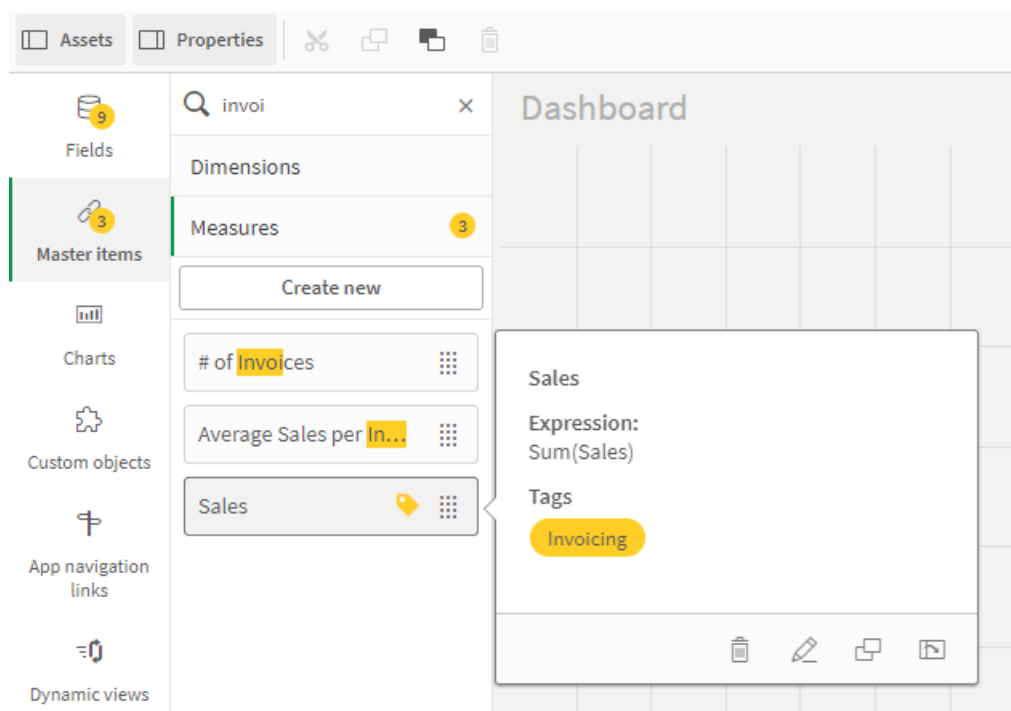 Assets Properties
9
Fields
3
Master items
Charts
Custom objects
App navigation
links
Dynamic views
invoi
Dimensions
Measures 3
Create new
# of Invoices
Average Sales per In...
Sales
Dashboard
Sales
Expression:
Sum(Sales)
Tags
Invoicing